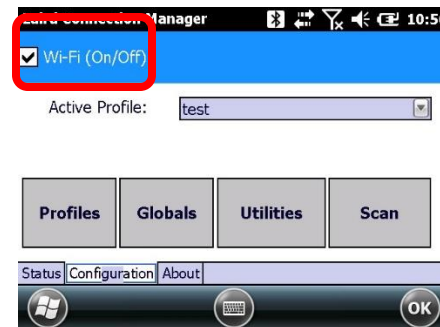 Laird Connection Manager 10:5
Wi-Fi (On/Off)
Active Profile: test
Profiles Globals Utilities Scan
Status Configuration About
OK